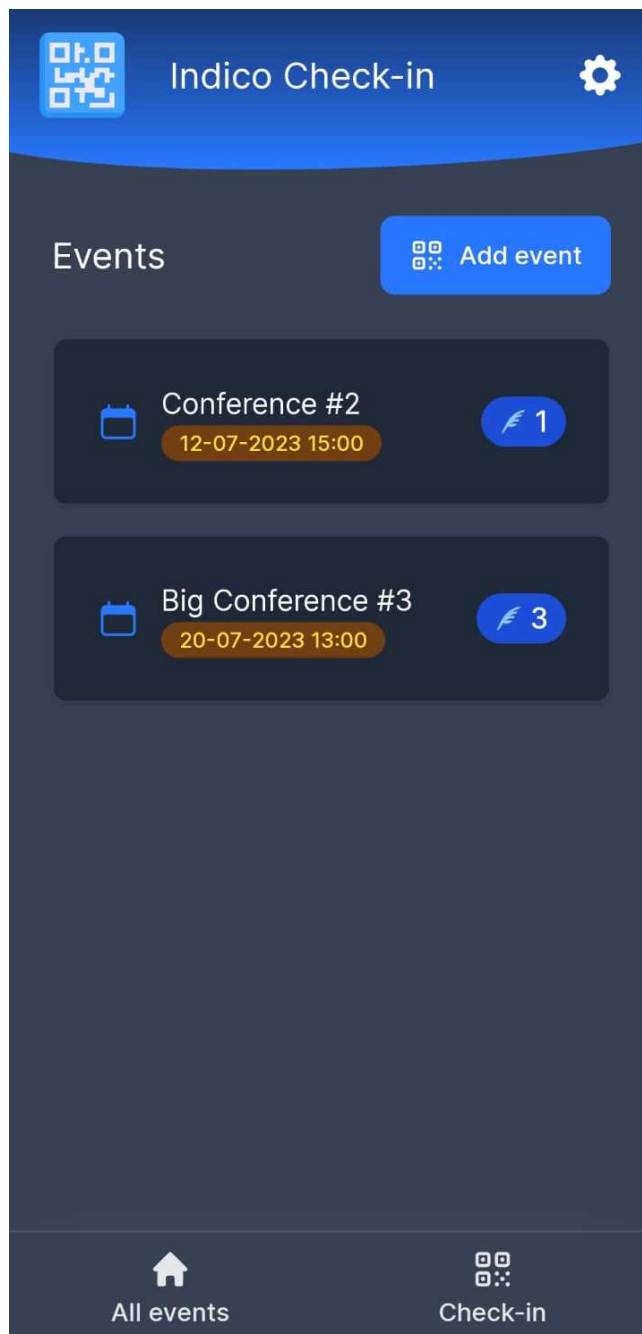 Indico Check-in
Events
Add event
Conference #2
12-07-2023 15:00
1
Big Conference #3
20-07-2023 13:00
3
All events
Check-in